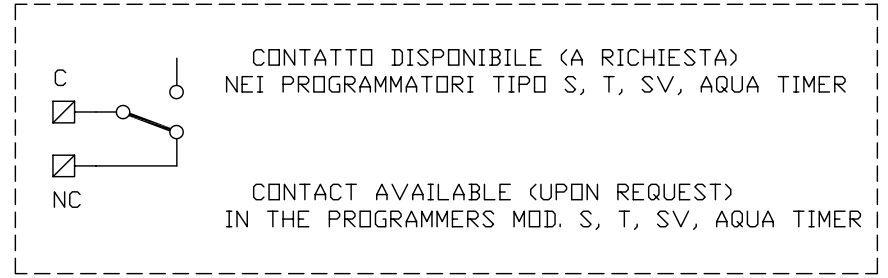 C
NC
CONTATTO DISPONIBILE (A RICHIESTA)
NEI PROGRAMMATORI TIPO S, T, SV, AQUA TIMER
CONTACT AVAILABLE (UPON REQUEST)
IN THE PROGRAMMERS MOD. S, T, SV, AQUA TIMER